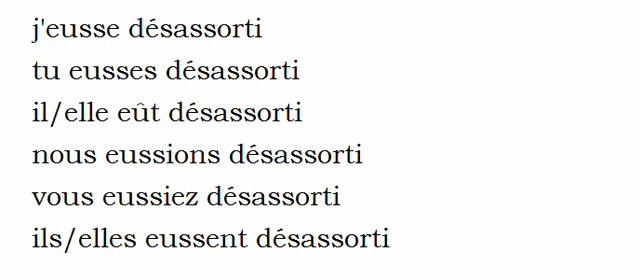 j'eusse désassorti
tu eusses désassorti
il/elle eût désassorti
nous eussions désassorti
vous eussiez désassorti
ils/elles eussent désassorti